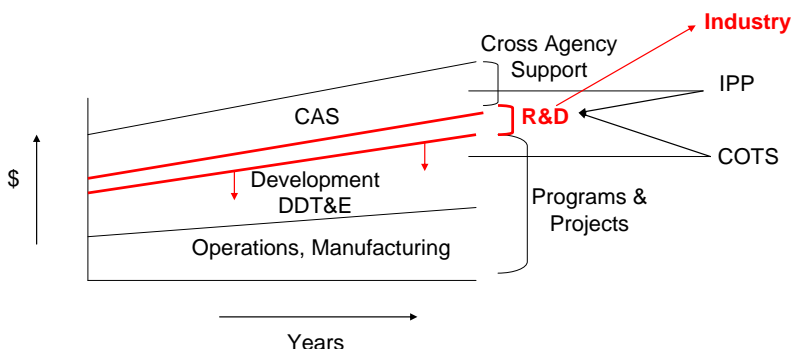 Industry
Cross Agency
Support
IPP
CAS
R&D
COTS
$
Development
DDT&E
Programs &
Projects
Operations, Manufacturing
Years